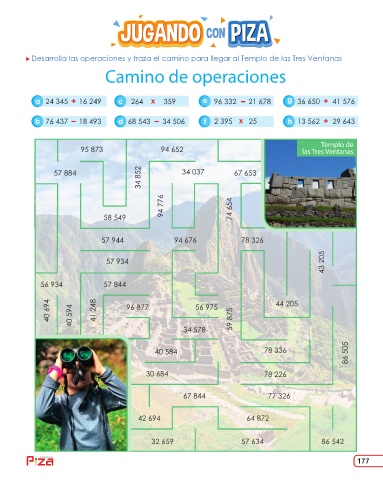 JUGANDO CON PIZA
Desarrolla las operaciones y traza el camino para llegar al Templo de las Tres Ventanas
Camino de operaciones
a 24 345 + 16 249 c 264 x 359 e 96 332 − 21 678 g 36 650 + 41 576
b 76 437 − 18 493 d 68 543 − 34 506 f 2 395 x 25 h 13 562 + 29 643
Templo de
las Tres Ventanas
95 873 94 652
57 884 34 852 34 037 67 653
94 776 74 654
58 549
57 944 94 676 78 326
57 934 43 205
56 934 57 844
40 694 40 594 41 248 96 877 56 975 59 875 44 205
34 578
40 584 78 336 86 505
30 684 78 226
67 844 77 326
42 694 64 872
32 659 57 634 86 542
Piza
177